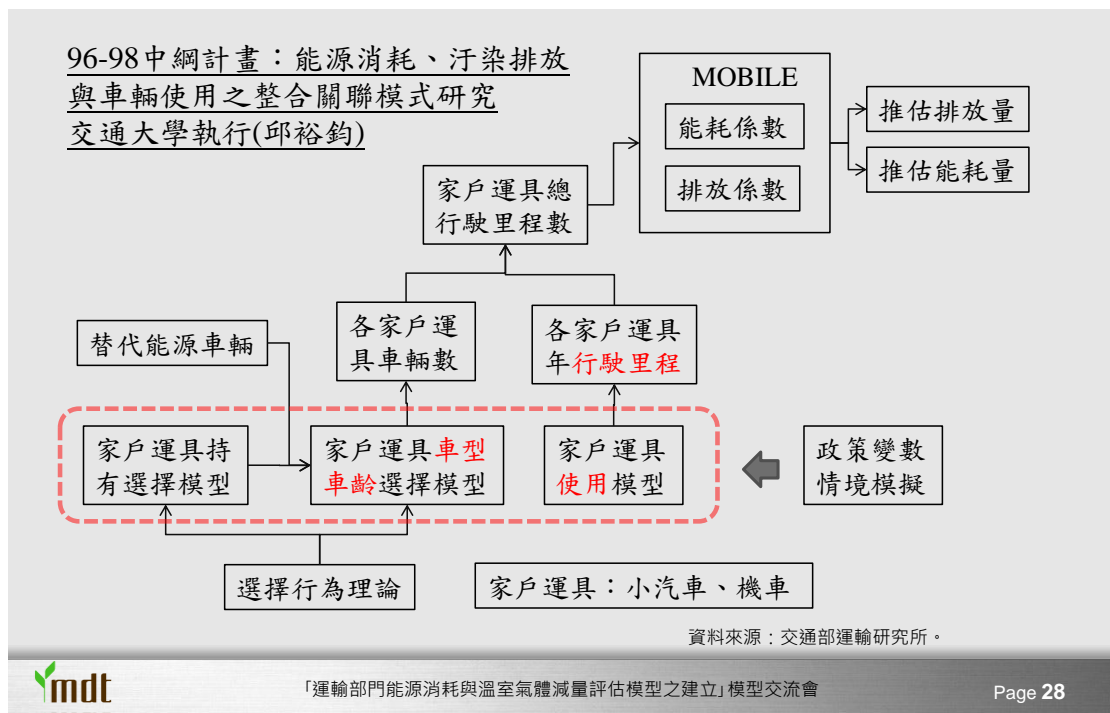 96-98中綱計畫：能源消耗、汙染排放
與車輛使用之整合關聯模式研究
交通大學執行(邱裕鈞)
MOBILE
能耗係數
排放係數
推估排放量
推估能耗量
家戶運具總
行駛里程數
各家戶運
具車輛數
各家戶運具
年行駛里程
替代能源車輛
家戶運具持
有選擇模型
家戶運具車型
車齡選擇模型
家戶運具
使用模型
政策變數
情境模擬
選擇行為理論
家戶運具：小汽車、機車
資料來源：交通部運輸研究所。
mdt
「運輸部門能源消耗與溫室氣體減量評估模型之建立」模型交流會
Page 28